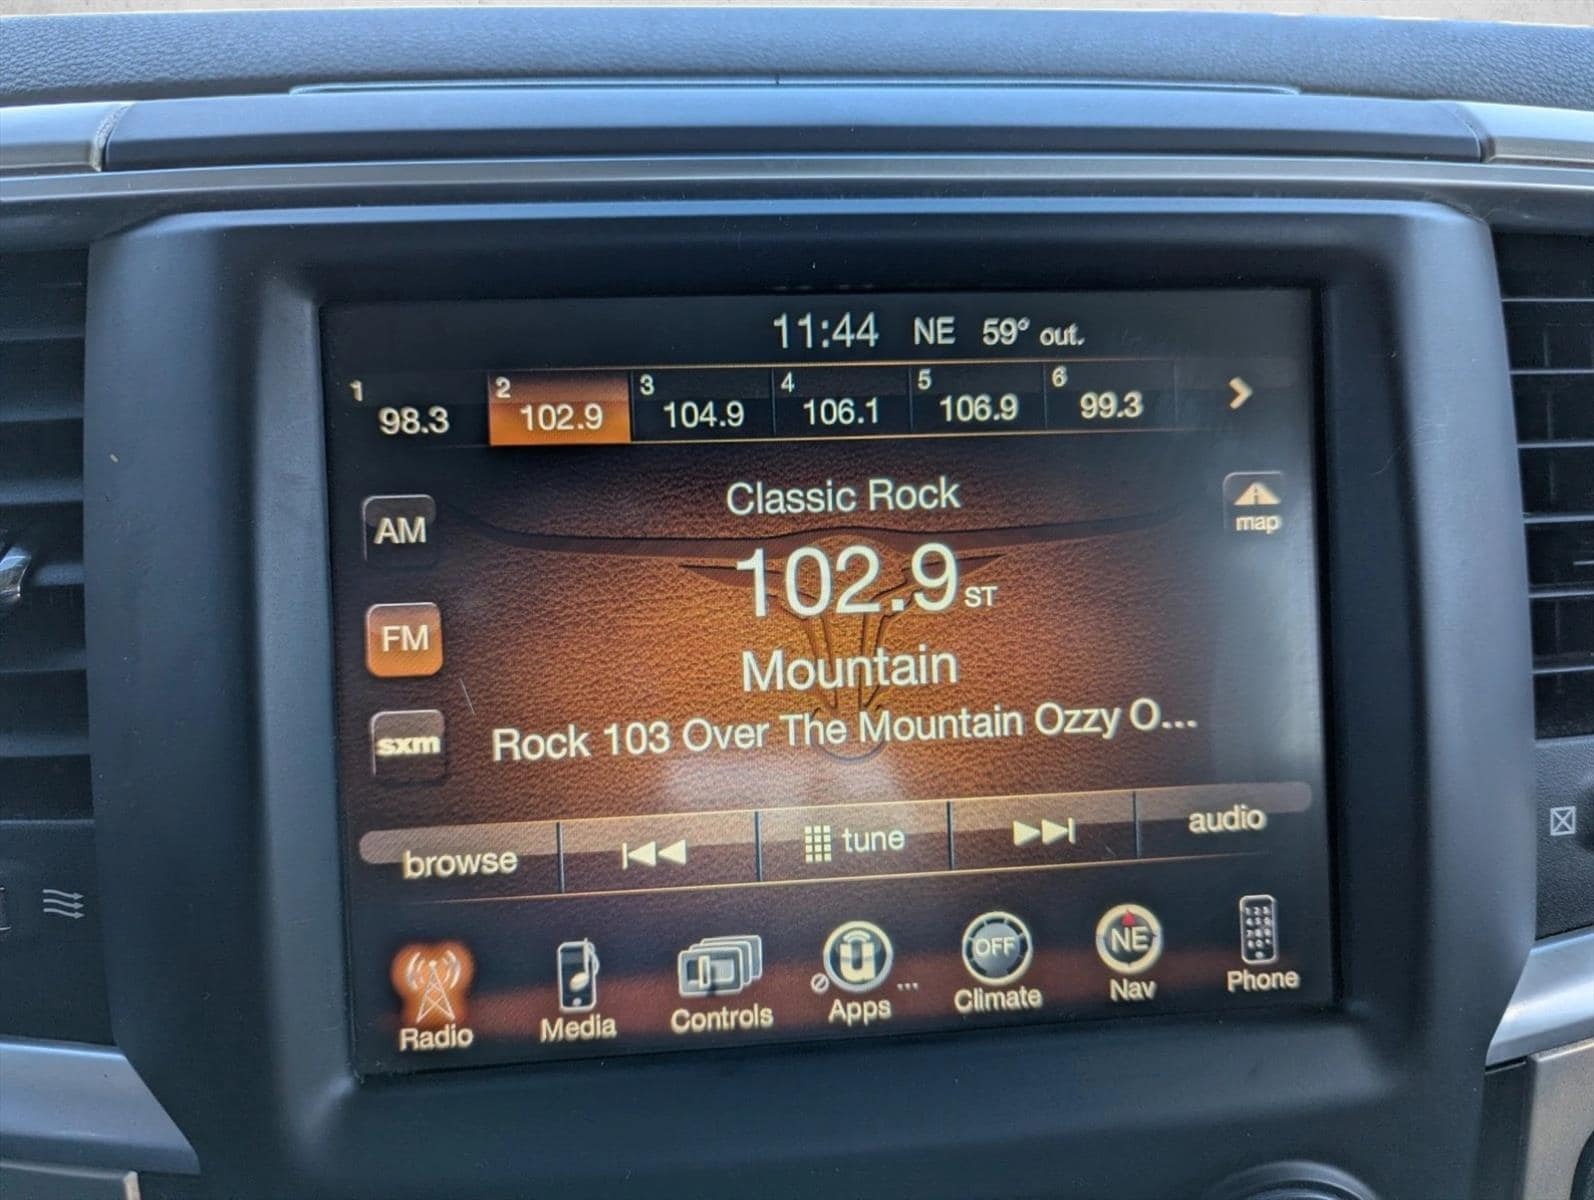 11:44 NE 59° out.
1 98.3 2 102.9 3 104.9 4 106.1 5 106.9 6 99.3
Classic Rock
map
AM
102.9 ST
FM
Mountain
sxm
Rock 103 Over The Mountain Ozzy O...
browse tune audio
OFF NE
Radio Media Controls Apps ... Climate Nav Phone